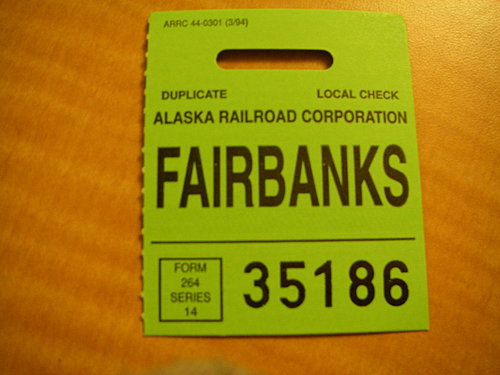 ARRC 44-0301 (3/94)
DUPLICATE LOCAL CHECK
ALASKA RAILROAD CORPORATION
FAIRBANKS
FORM
264
SERIES
14
35186